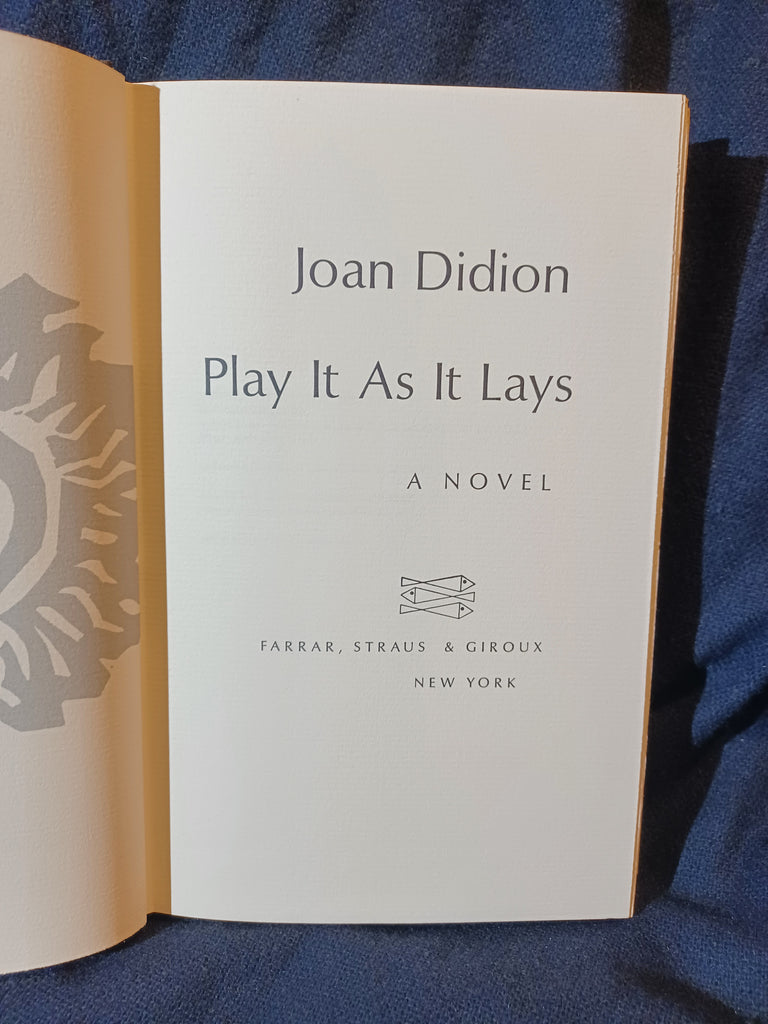 Joan Didion
Play It As It Lays
A NOVEL
FARRAR, STRAUS & GIROUX
NEW YORK